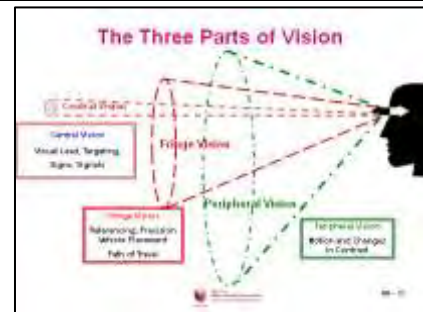 The Three Parts of Vision
Central Vision
Central Vision
Visual Lead, Targeting,
Signs, Signals
Fringe Vision
Peripheral Vision
Fringe Vision
Referencing, Precision
Vehicle Placement
Path of Travel
Peripheral Vision
Motion and Changes
in Contrast